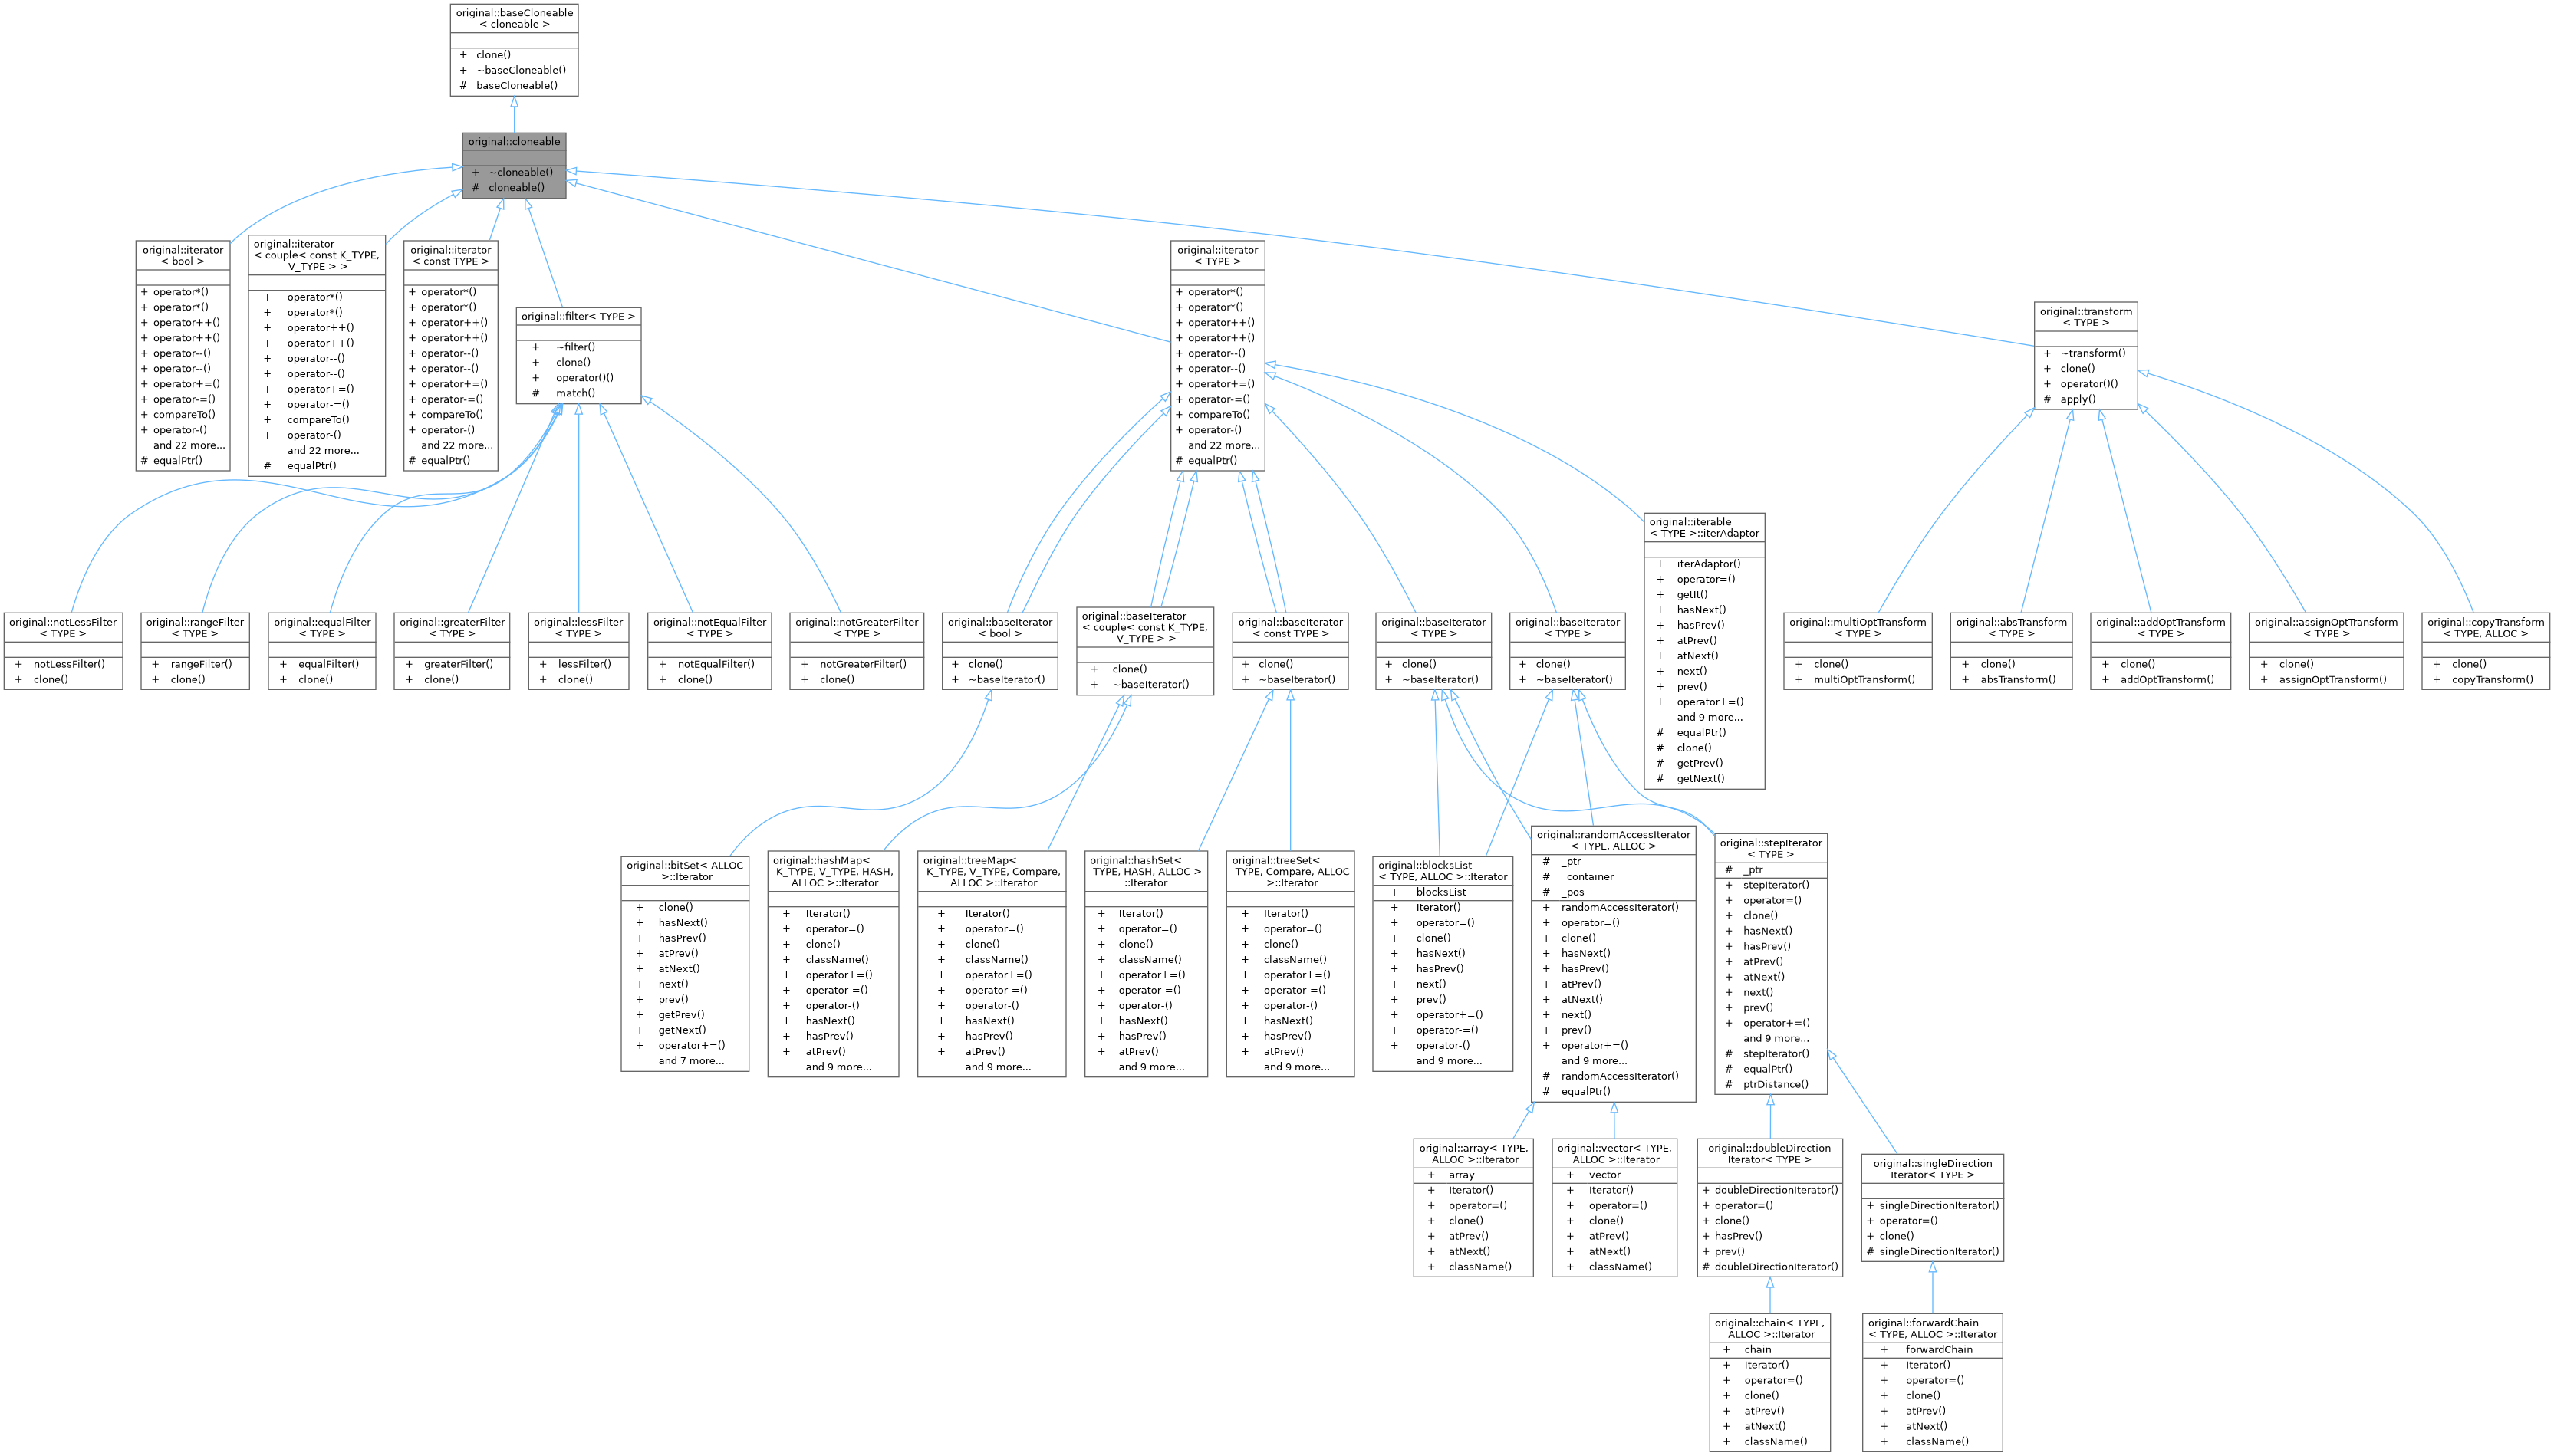 original::baseCloneable
< cloneable >
+ clone()
+ ~baseCloneable()
# baseCloneable()
original::cloneable
+ ~cloneable()
# cloneable()
original::iterator
< bool >
+ operator*()
+ operator*()
+ operator++()
+ operator++()
+ operator--()
+ operator--()
+ operator+=()
+ operator-=()
+ compareTo()
+ operator-()
and 22 more...
# equalPtr()
original::iterator
< couple< const K_TYPE,
V_TYPE > >
+ operator*()
+ operator*()
+ operator++()
+ operator++()
+ operator--()
+ operator--()
+ operator+=()
+ operator-=()
+ compareTo()
+ operator-()
and 22 more...
# equalPtr()
original::iterator
< const TYPE >
+ operator*()
+ operator*()
+ operator++()
+ operator++()
+ operator--()
+ operator--()
+ operator+=()
+ operator-=()
+ compareTo()
+ operator-()
and 22 more...
# equalPtr()
original::filter< TYPE >
+ ~filter()
+ clone()
+ operator()()
# match()
original::iterator
< TYPE >
+ operator*()
+ operator*()
+ operator++()
+ operator++()
+ operator--()
+ operator--()
+ operator+=()
+ operator-=()
+ compareTo()
+ operator-()
and 22 more...
# equalPtr()
original::transform
< TYPE >
+ ~transform()
+ clone()
+ operator()()
# apply()
original::notLessFilter
< TYPE >
+ notLessFilter()
+ clone()
original::rangeFilter
< TYPE >
+ rangeFilter()
+ clone()
original::equalFilter
< TYPE >
+ equalFilter()
+ clone()
original::greaterFilter
< TYPE >
+ greaterFilter()
+ clone()
original::lessFilter
< TYPE >
+ lessFilter()
+ clone()
original::notEqualFilter
< TYPE >
+ notEqualFilter()
+ clone()
original::notGreaterFilter
< TYPE >
+ notGreaterFilter()
+ clone()
original::baseIterator
< bool >
+ clone()
+ ~baseIterator()
original::baseIterator
< couple< const K_TYPE,
V_TYPE > >
+ clone()
+ ~baseIterator()
original::baseIterator
< const TYPE >
+ clone()
+ ~baseIterator()
original::baseIterator
< TYPE >
+ clone()
+ ~baseIterator()
original::baseIterator
< TYPE >
+ clone()
+ ~baseIterator()
original::iterable
< TYPE >::iterAdaptor
+ iterAdaptor()
+ operator=()
+ getIt()
+ hasNext()
+ hasPrev()
+ atPrev()
+ atNext()
+ next()
+ prev()
+ operator+=()
and 9 more...
# equalPtr()
# clone()
# getPrev()
# getNext()
original::multiOptTransform
< TYPE >
+ clone()
+ multiOptTransform()
original::absTransform
< TYPE >
+ clone()
+ absTransform()
original::addOptTransform
< TYPE >
+ clone()
+ addOptTransform()
original::assignOptTransform
< TYPE >
+ clone()
+ assignOptTransform()
original::copyTransform
< TYPE, ALLOC >
+ clone()
+ copyTransform()
original::bitSet< ALLOC
>::Iterator
+ clone()
+ hasNext()
+ hasPrev()
+ atPrev()
+ atNext()
+ next()
+ prev()
+ getPrev()
+ getNext()
+ operator+=()
and 7 more...
original::hashMap<
K_TYPE, V_TYPE, HASH,
ALLOC >::Iterator
+ Iterator()
+ operator=()
+ clone()
+ className()
+ operator+=()
+ operator-=()
+ operator-()
+ hasNext()
+ hasPrev()
+ atPrev()
and 9 more...
original::treeMap<
K_TYPE, V_TYPE, Compare,
ALLOC >::Iterator
+ Iterator()
+ operator=()
+ clone()
+ className()
+ operator+=()
+ operator-=()
+ operator-()
+ hasNext()
+ hasPrev()
+ atPrev()
and 9 more...
original::hashSet<
TYPE, HASH, ALLOC >
::Iterator
+ Iterator()
+ operator=()
+ clone()
+ className()
+ operator+=()
+ operator-=()
+ operator-()
+ hasNext()
+ hasPrev()
+ atPrev()
and 9 more...
original::treeSet<
TYPE, Compare, ALLOC
>::Iterator
+ Iterator()
+ operator=()
+ clone()
+ className()
+ operator+=()
+ operator-=()
+ operator-()
+ hasNext()
+ hasPrev()
+ atPrev()
and 9 more...
original::blocksList
< TYPE, ALLOC >::Iterator
+ blocksList
+ Iterator()
+ operator=()
+ clone()
+ hasNext()
+ hasPrev()
+ next()
+ prev()
+ operator+=()
+ operator-=()
+ operator-()
and 9 more...
original::randomAccessIterator
< TYPE, ALLOC >
# _ptr
# _container
# _pos
+ randomAccessIterator()
+ operator=()
+ clone()
+ hasNext()
+ hasPrev()
+ atPrev()
+ atNext()
+ next()
+ prev()
+ operator+=()
and 9 more...
# randomAccessIterator()
# equalPtr()
original::stepIterator
< TYPE >
# _ptr
+ stepIterator()
+ operator=()
+ clone()
+ hasNext()
+ hasPrev()
+ atPrev()
+ atNext()
+ next()
+ prev()
+ operator+=()
and 9 more...
# stepIterator()
# equalPtr()
# ptrDistance()
original::array< TYPE,
ALLOC >::Iterator
+ array
+ Iterator()
+ operator=()
+ clone()
+ atPrev()
+ atNext()
+ className()
original::vector< TYPE,
ALLOC >::Iterator
+ vector
+ Iterator()
+ operator=()
+ clone()
+ atPrev()
+ atNext()
+ className()
original::doubleDirection
Iterator< TYPE >
+ doubleDirectionIterator()
+ operator=()
+ clone()
+ hasPrev()
+ prev()
# doubleDirectionIterator()
original::singleDirection
Iterator< TYPE >
+ singleDirectionIterator()
+ operator=()
+ clone()
# singleDirectionIterator()
original::chain< TYPE,
ALLOC >::Iterator
+ chain
+ Iterator()
+ operator=()
+ clone()
+ atPrev()
+ atNext()
+ className()
original::forwardChain
< TYPE, ALLOC >::Iterator
+ forwardChain
+ Iterator()
+ operator=()
+ clone()
+ atPrev()
+ atNext()
+ className()